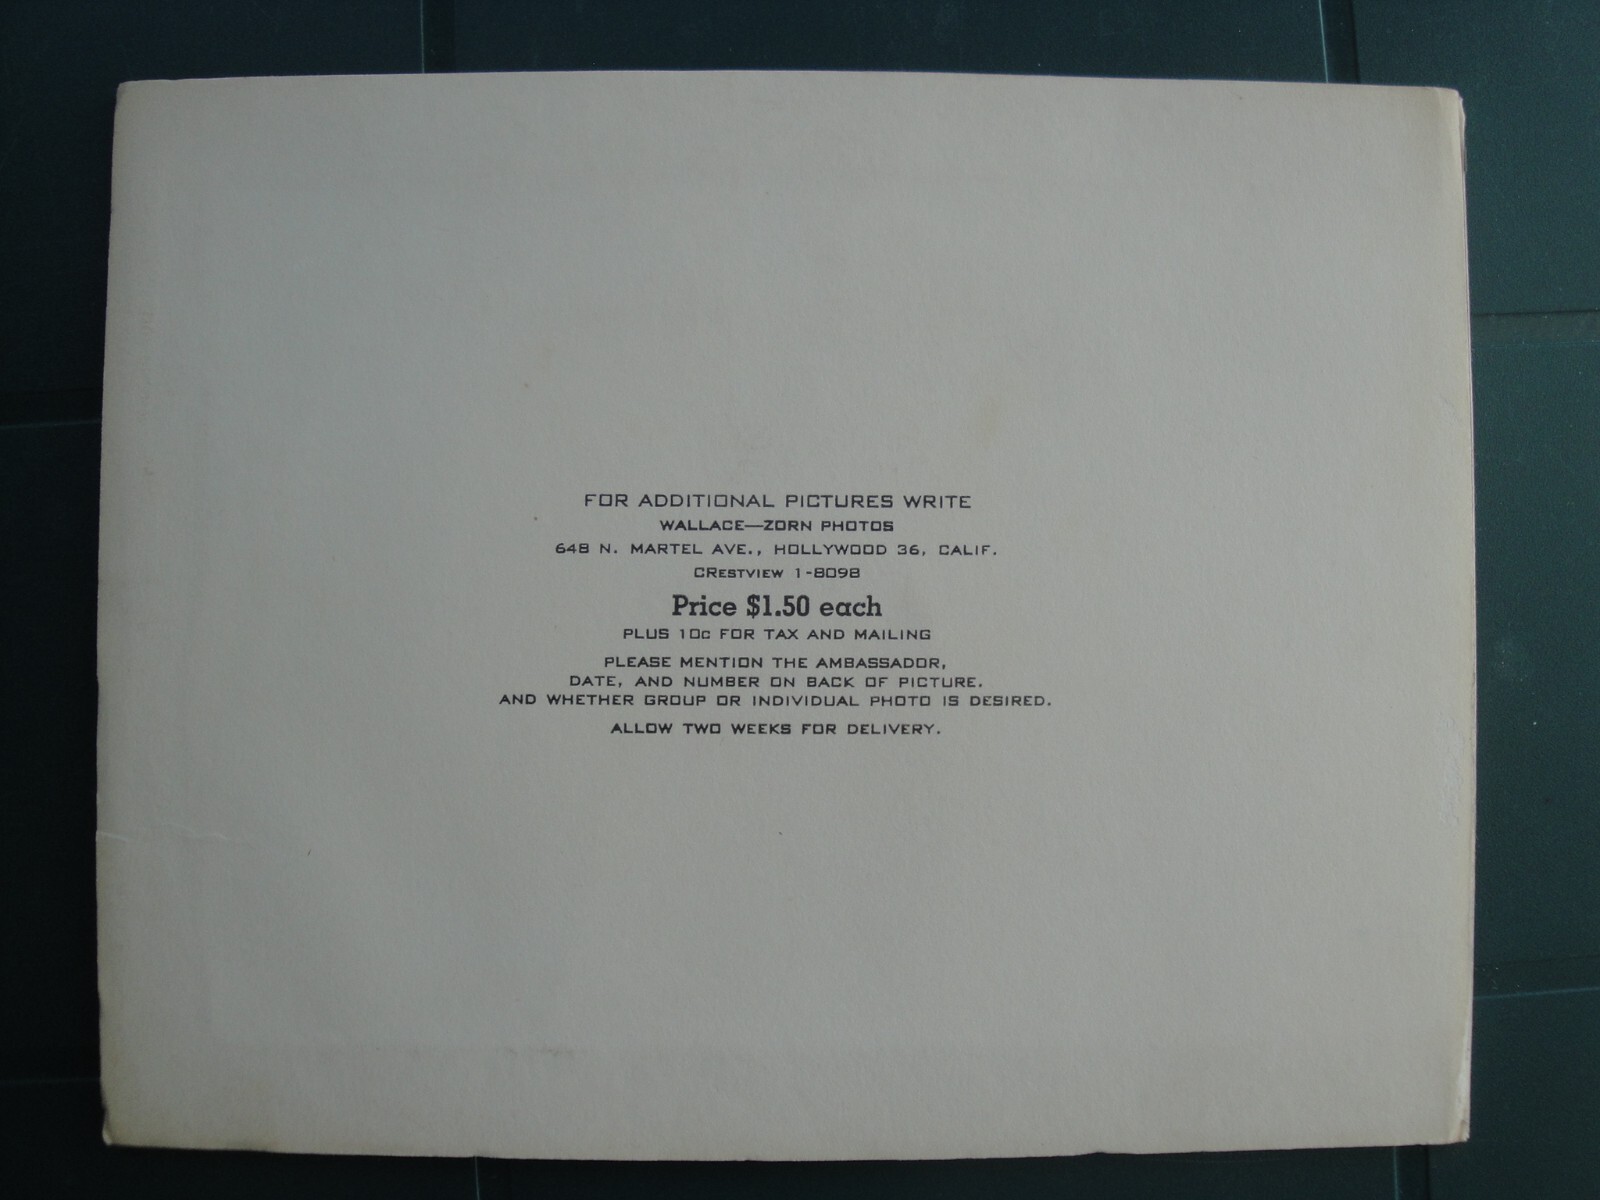 FOR ADDITIONAL PICTURES WRITE
WALLACE—ZORN PHOTOS
648 N. MARTEL AVE., HOLLYWOOD 36, CALIF.
CRESTVIEW 1-8098
Price $1.50 each
PLUS 10c FOR TAX AND MAILING
PLEASE MENTION THE AMBASSADOR,
DATE, AND NUMBER ON BACK OF PICTURE.
AND WHETHER GROUP OR INDIVIDUAL PHOTO IS DESIRED.
ALLOW TWO WEEKS FOR DELIVERY.